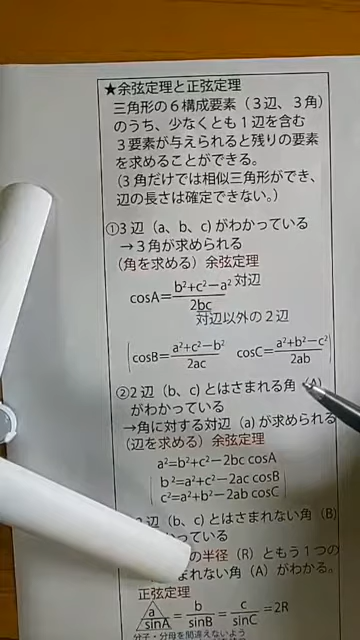 ★余弦定理と正弦定理
三角形の６構成要素（３辺、３角）
のうち、少なくとも１辺を含む
３要素が与えられると残りの要素
を求めることができる。
(３角だけでは相似三角形ができ、
辺の長さは確定できない。)
①３辺（a、b、c）がわかっている
→３角が求められる
（角を求める）余弦定理
cosA=(b²+c²−a²)/2bc 対辺
対辺以外の２辺
cosB=(a²+c²−b²)/2ac cosC=(a²+b²−c²)/2ab
②２辺（b、c）とはさまれる角（A）
がわかっている
→角に対する対辺（a）が求められる
（辺を求める）余弦定理
a²=b²+c²−2bc cosA
b²=a²+c²−2ac cosB
c²=a²+b²−2ab cosC
辺（b、c）とはさまれない角（B）
っている
の半径（R）ともう１つの
まれない角（A）がわかる。
正弦定理
a/sinA=b/sinB=c/sinC=2R
分子・分母を間違えないよう